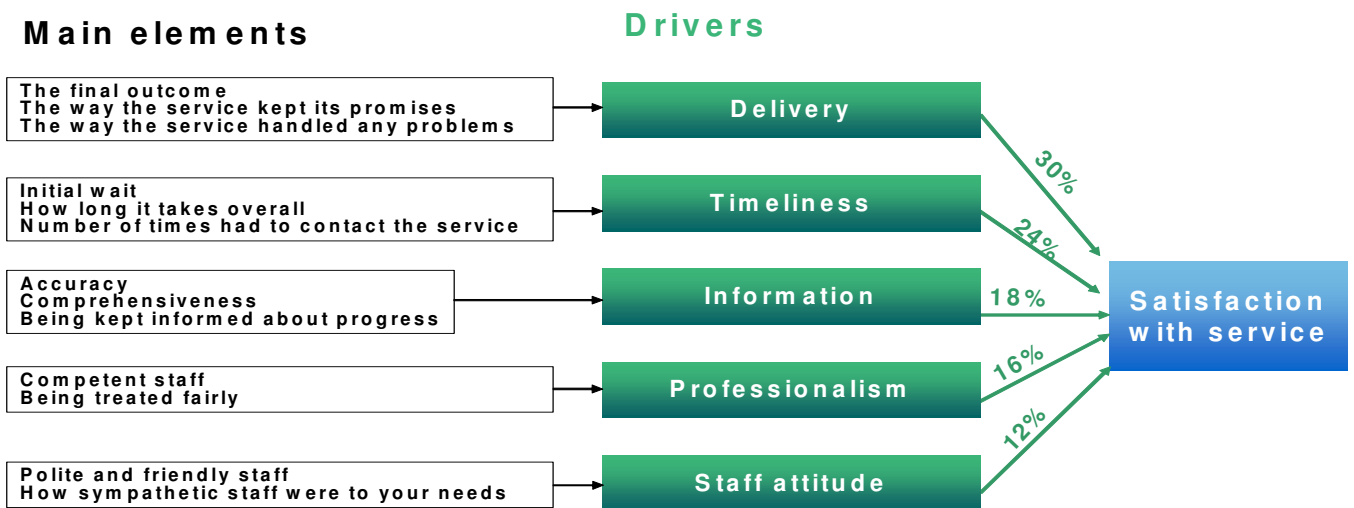 Main elements
Drivers
The final outcome
The way the service kept its promises
The way the service handled any problems
Delivery
30%
Initial wait
How long it takes overall
Number of times had to contact the service
Timeliness
24%
Accuracy
Comprehensiveness
Being kept informed about progress
Information
18%
Satisfaction
with service
Competent staff
Being treated fairly
Professionalism
16%
Polite and friendly staff
How sympathetic staff were to your needs
Staff attitude
12%